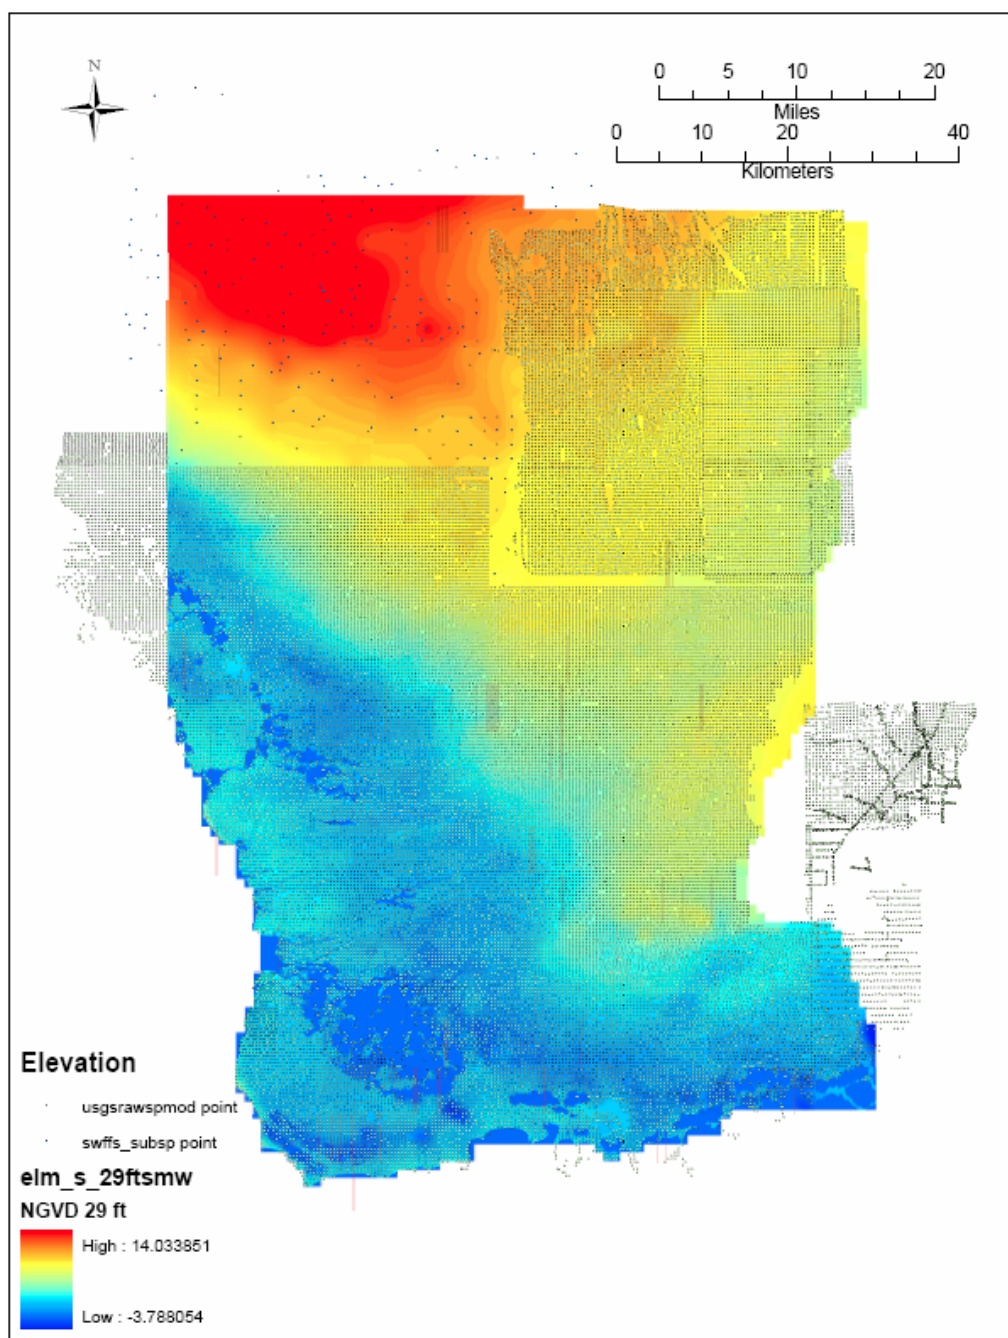 N
0 5 10 20
Miles
0 10 20 40
Kilometers
Elevation
usgsrawspmod point
swffs_subsp point
elm_s_29ftsmw
NGVD 29 ft
High : 14.033851
Low : -3.788054